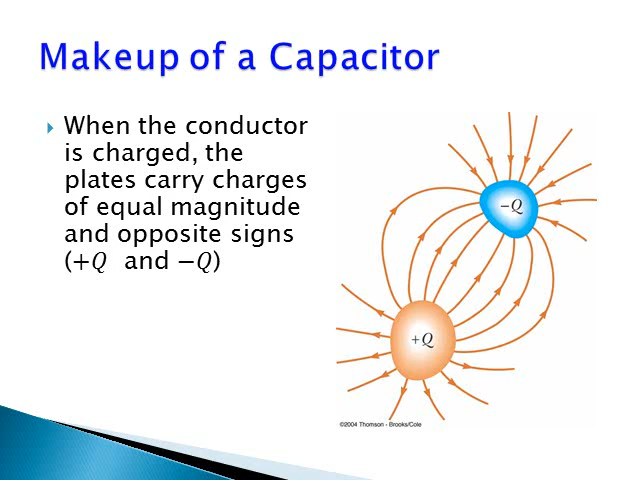 Makeup of a Capacitor
When the conductor
is charged, the
plates carry charges
of equal magnitude
and opposite signs
(+Q and −Q)
−Q
+Q
©2004 Thomson - Brooks/Cole